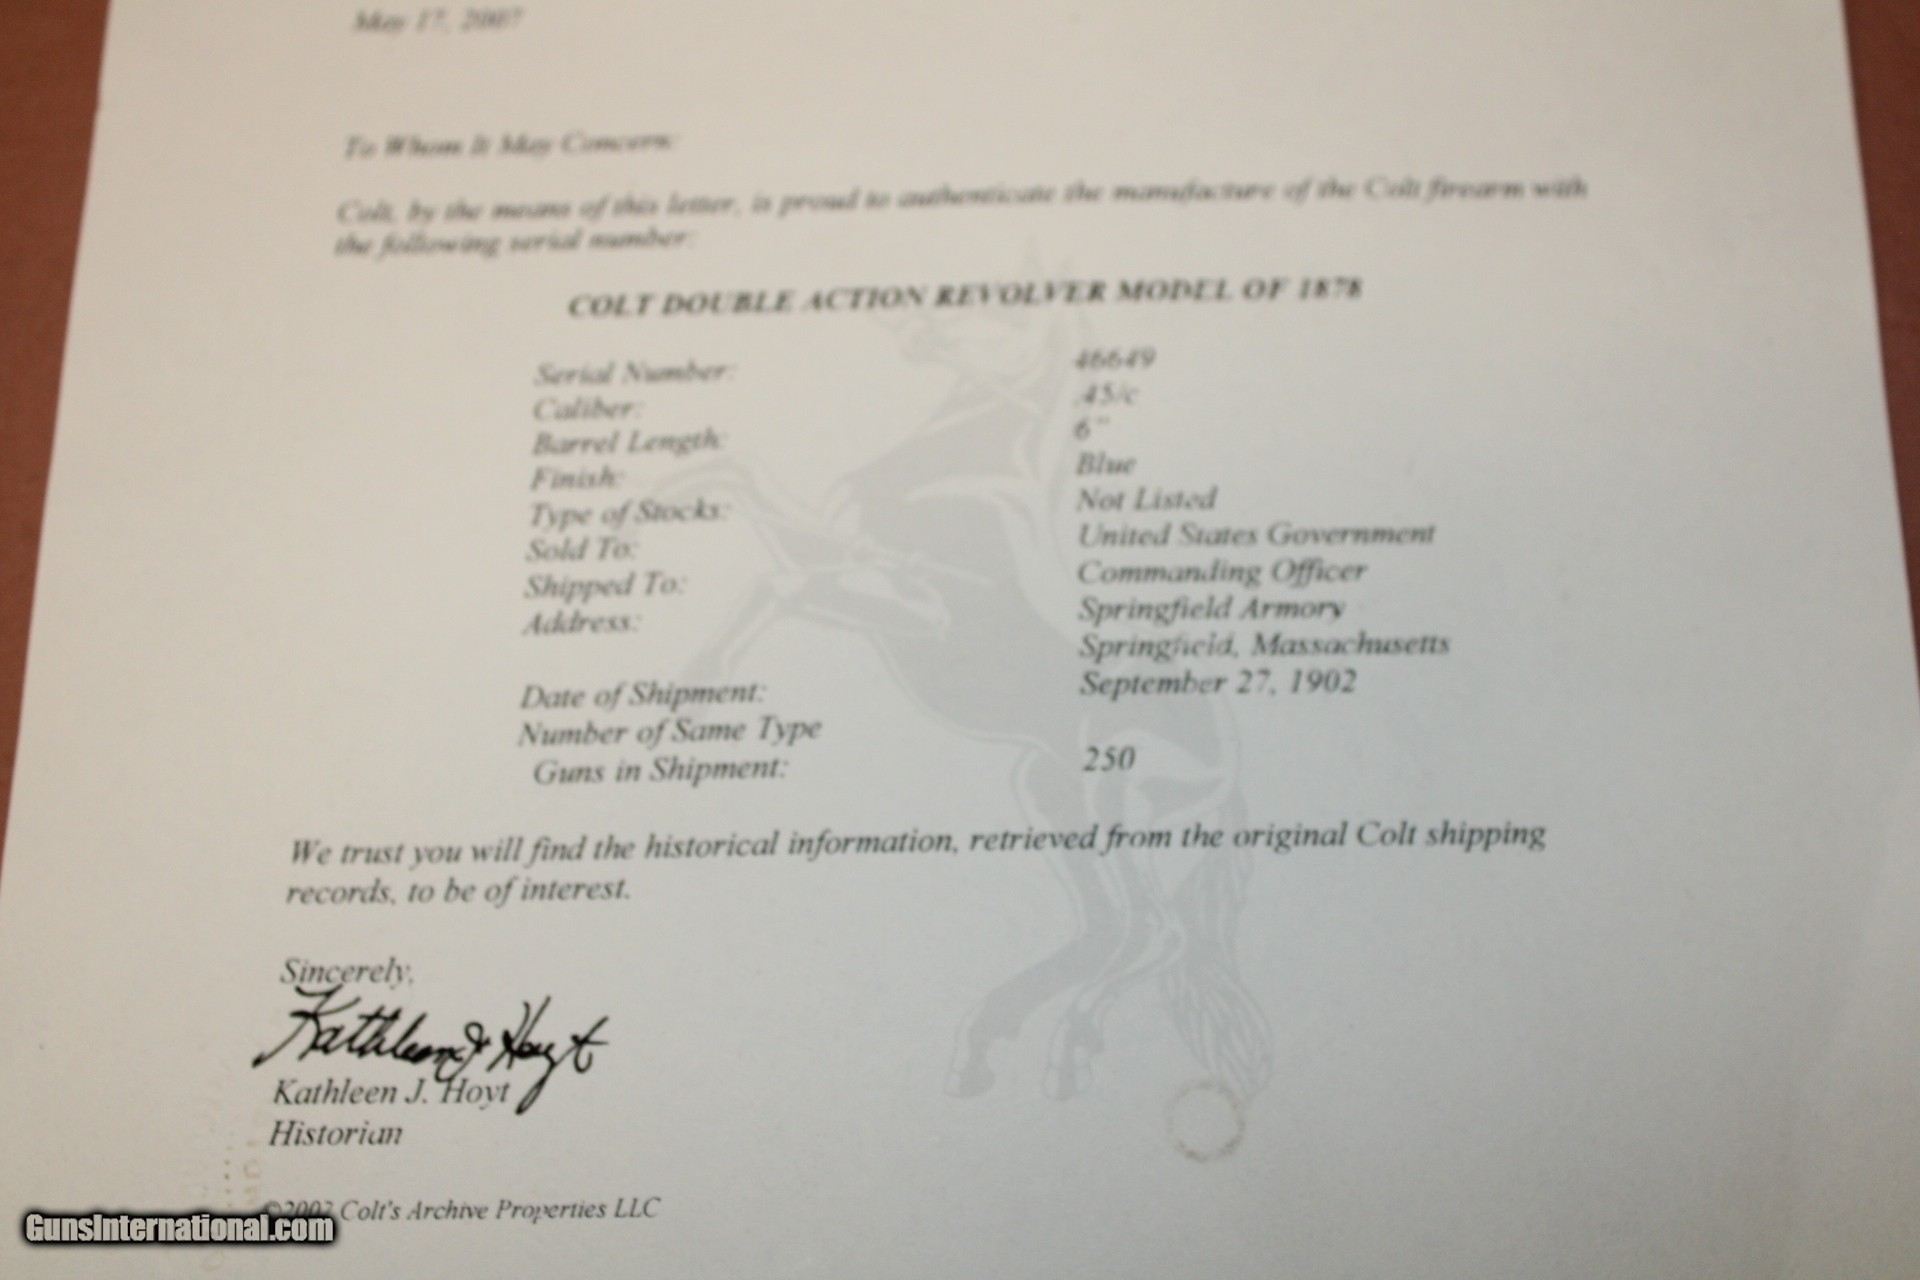 May 17, 2007
To Whom It May Concern:
Colt, by the means of this letter, is proud to authenticate the manufacture of the Colt firearm with
the following serial number:
COLT DOUBLE ACTION REVOLVER MODEL OF 1878
Serial Number: 46649
Caliber: .45/c
Barrel Length: 6"
Finish: Blue
Type of Stocks: Not Listed
Sold To: United States Government
Shipped To: Commanding Officer
Address: Springfield Armory
Springfield, Massachusetts
Date of Shipment: September 27, 1902
Number of Same Type
Guns in Shipment: 250
We trust you will find the historical information, retrieved from the original Colt shipping
records, to be of interest.
Sincerely,
Kathleen J. Hoyt
Kathleen J. Hoyt
Historian
Colt's Archive Properties LLC
GunsInternational.com